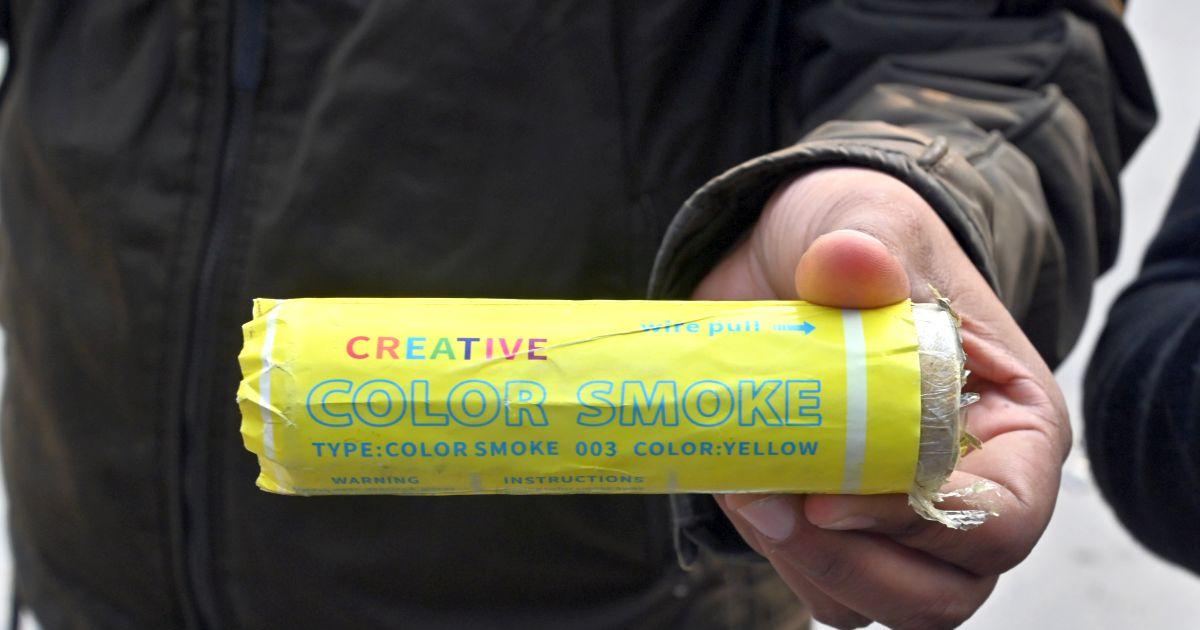 wire pull
CREATIVE
COLOR SMOKE
TYPE:COLOR SMOKE 003 COLOR:YELLOW
WARNING INSTRUCTIONS